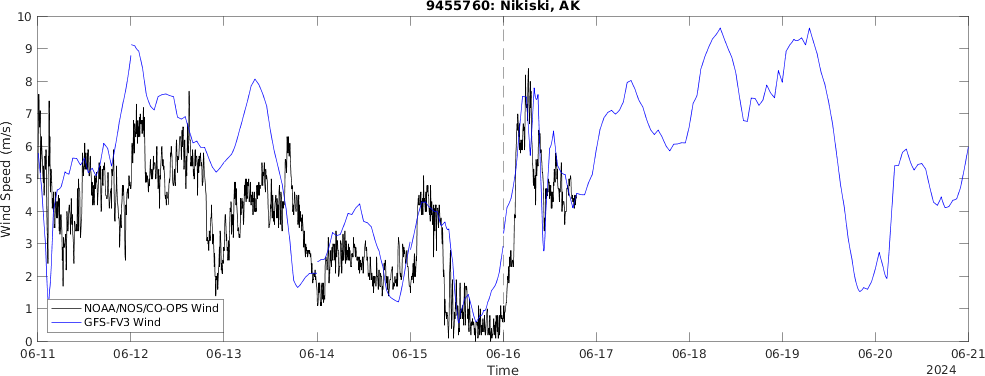 9455760: Nikiski, AK
Wind Speed (m/s)
10
9
8
7
6
5
4
3
2
1
0
NOAA/NOS/CO-OPS Wind
GFS-FV3 Wind
06-11 06-12 06-13 06-14 06-15 06-16 06-17 06-18 06-19 06-20 06-21
Time
2024